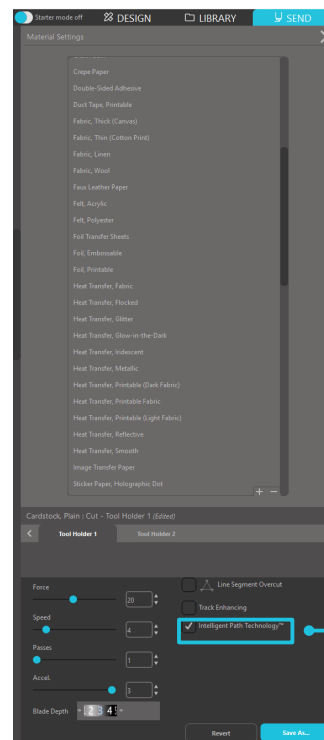 Starter mode off
DESIGN
LIBRARY
SEND
Material Settings
Crepe Paper
Double-Sided Adhesive
Duct Tape, Printable
Fabric, Thick (Canvas)
Fabric, Thin (Cotton Print)
Fabric, Linen
Fabric, Wool
Faux Leather Paper
Felt, Acrylic
Felt, Polyester
Foil Transfer Sheets
Foil, Embossable
Foil, Printable
Heat Transfer, Fabric
Heat Transfer, Flocked
Heat Transfer, Glitter
Heat Transfer, Glow-in-the-Dark
Heat Transfer, Iridescent
Heat Transfer, Metallic
Heat Transfer, Printable (Dark Fabric)
Heat Transfer, Printable Fabric
Heat Transfer, Printable (Light Fabric)
Heat Transfer, Reflective
Heat Transfer, Smooth
Image Transfer Paper
Sticker Paper, Holographic Dot
+ −
Cardstock, Plain : Cut - Tool Holder 1 (Edited)
Tool Holder 1
Tool Holder 2
Force
20
Speed
4
Passes
1
Accel.
3
Blade Depth
2 3 4
Line Segment Overcut
Track Enhancing
Intelligent Path Technology™
Revert
Save As...